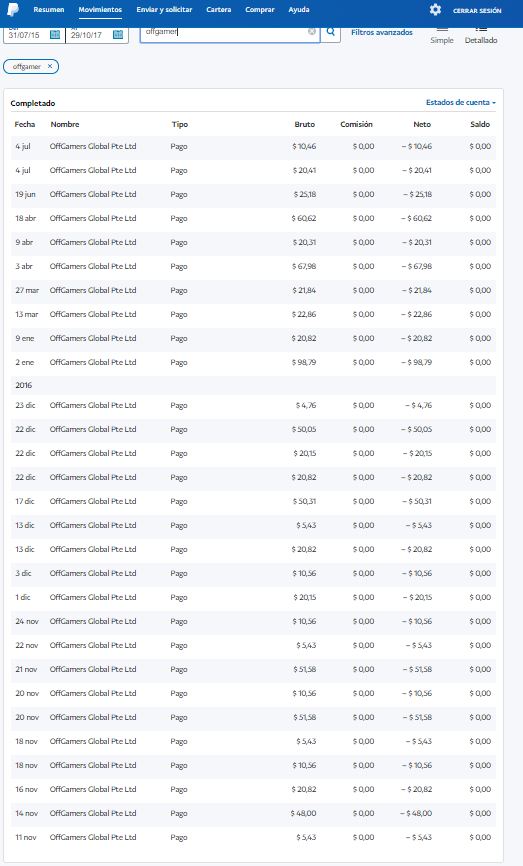 Resumen Movimientos Enviar y solicitar Cartera Comprar Ayuda CERRAR SESIÓN
31/07/15 29/10/17 offgamer Filtros avanzados Simple Detallado
offgamer ×
Completado Estados de cuenta
Fecha Nombre Tipo Bruto Comisión Neto Saldo
4 jul OffGamers Global Pte Ltd Pago $ 10,46 $ 0,00 – $ 10,46 $ 0,00
4 jul OffGamers Global Pte Ltd Pago $ 20,41 $ 0,00 – $ 20,41 $ 0,00
19 jun OffGamers Global Pte Ltd Pago $ 25,18 $ 0,00 – $ 25,18 $ 0,00
18 abr OffGamers Global Pte Ltd Pago $ 60,62 $ 0,00 – $ 60,62 $ 0,00
9 abr OffGamers Global Pte Ltd Pago $ 20,31 $ 0,00 – $ 20,31 $ 0,00
3 abr OffGamers Global Pte Ltd Pago $ 67,98 $ 0,00 – $ 67,98 $ 0,00
27 mar OffGamers Global Pte Ltd Pago $ 21,84 $ 0,00 – $ 21,84 $ 0,00
13 mar OffGamers Global Pte Ltd Pago $ 22,86 $ 0,00 – $ 22,86 $ 0,00
9 ene OffGamers Global Pte Ltd Pago $ 20,82 $ 0,00 – $ 20,82 $ 0,00
2 ene OffGamers Global Pte Ltd Pago $ 98,79 $ 0,00 – $ 98,79 $ 0,00
2016
23 dic OffGamers Global Pte Ltd Pago $ 4,76 $ 0,00 – $ 4,76 $ 0,00
22 dic OffGamers Global Pte Ltd Pago $ 50,05 $ 0,00 – $ 50,05 $ 0,00
22 dic OffGamers Global Pte Ltd Pago $ 20,15 $ 0,00 – $ 20,15 $ 0,00
22 dic OffGamers Global Pte Ltd Pago $ 20,82 $ 0,00 – $ 20,82 $ 0,00
17 dic OffGamers Global Pte Ltd Pago $ 50,31 $ 0,00 – $ 50,31 $ 0,00
13 dic OffGamers Global Pte Ltd Pago $ 5,43 $ 0,00 – $ 5,43 $ 0,00
13 dic OffGamers Global Pte Ltd Pago $ 20,82 $ 0,00 – $ 20,82 $ 0,00
3 dic OffGamers Global Pte Ltd Pago $ 10,56 $ 0,00 – $ 10,56 $ 0,00
1 dic OffGamers Global Pte Ltd Pago $ 20,15 $ 0,00 – $ 20,15 $ 0,00
24 nov OffGamers Global Pte Ltd Pago $ 10,56 $ 0,00 – $ 10,56 $ 0,00
22 nov OffGamers Global Pte Ltd Pago $ 5,43 $ 0,00 – $ 5,43 $ 0,00
21 nov OffGamers Global Pte Ltd Pago $ 51,58 $ 0,00 – $ 51,58 $ 0,00
20 nov OffGamers Global Pte Ltd Pago $ 10,56 $ 0,00 – $ 10,56 $ 0,00
20 nov OffGamers Global Pte Ltd Pago $ 51,58 $ 0,00 – $ 51,58 $ 0,00
18 nov OffGamers Global Pte Ltd Pago $ 5,43 $ 0,00 – $ 5,43 $ 0,00
18 nov OffGamers Global Pte Ltd Pago $ 10,56 $ 0,00 – $ 10,56 $ 0,00
16 nov OffGamers Global Pte Ltd Pago $ 20,82 $ 0,00 – $ 20,82 $ 0,00
14 nov OffGamers Global Pte Ltd Pago $ 48,00 $ 0,00 – $ 48,00 $ 0,00
11 nov OffGamers Global Pte Ltd Pago $ 5,43 $ 0,00 – $ 5,43 $ 0,00